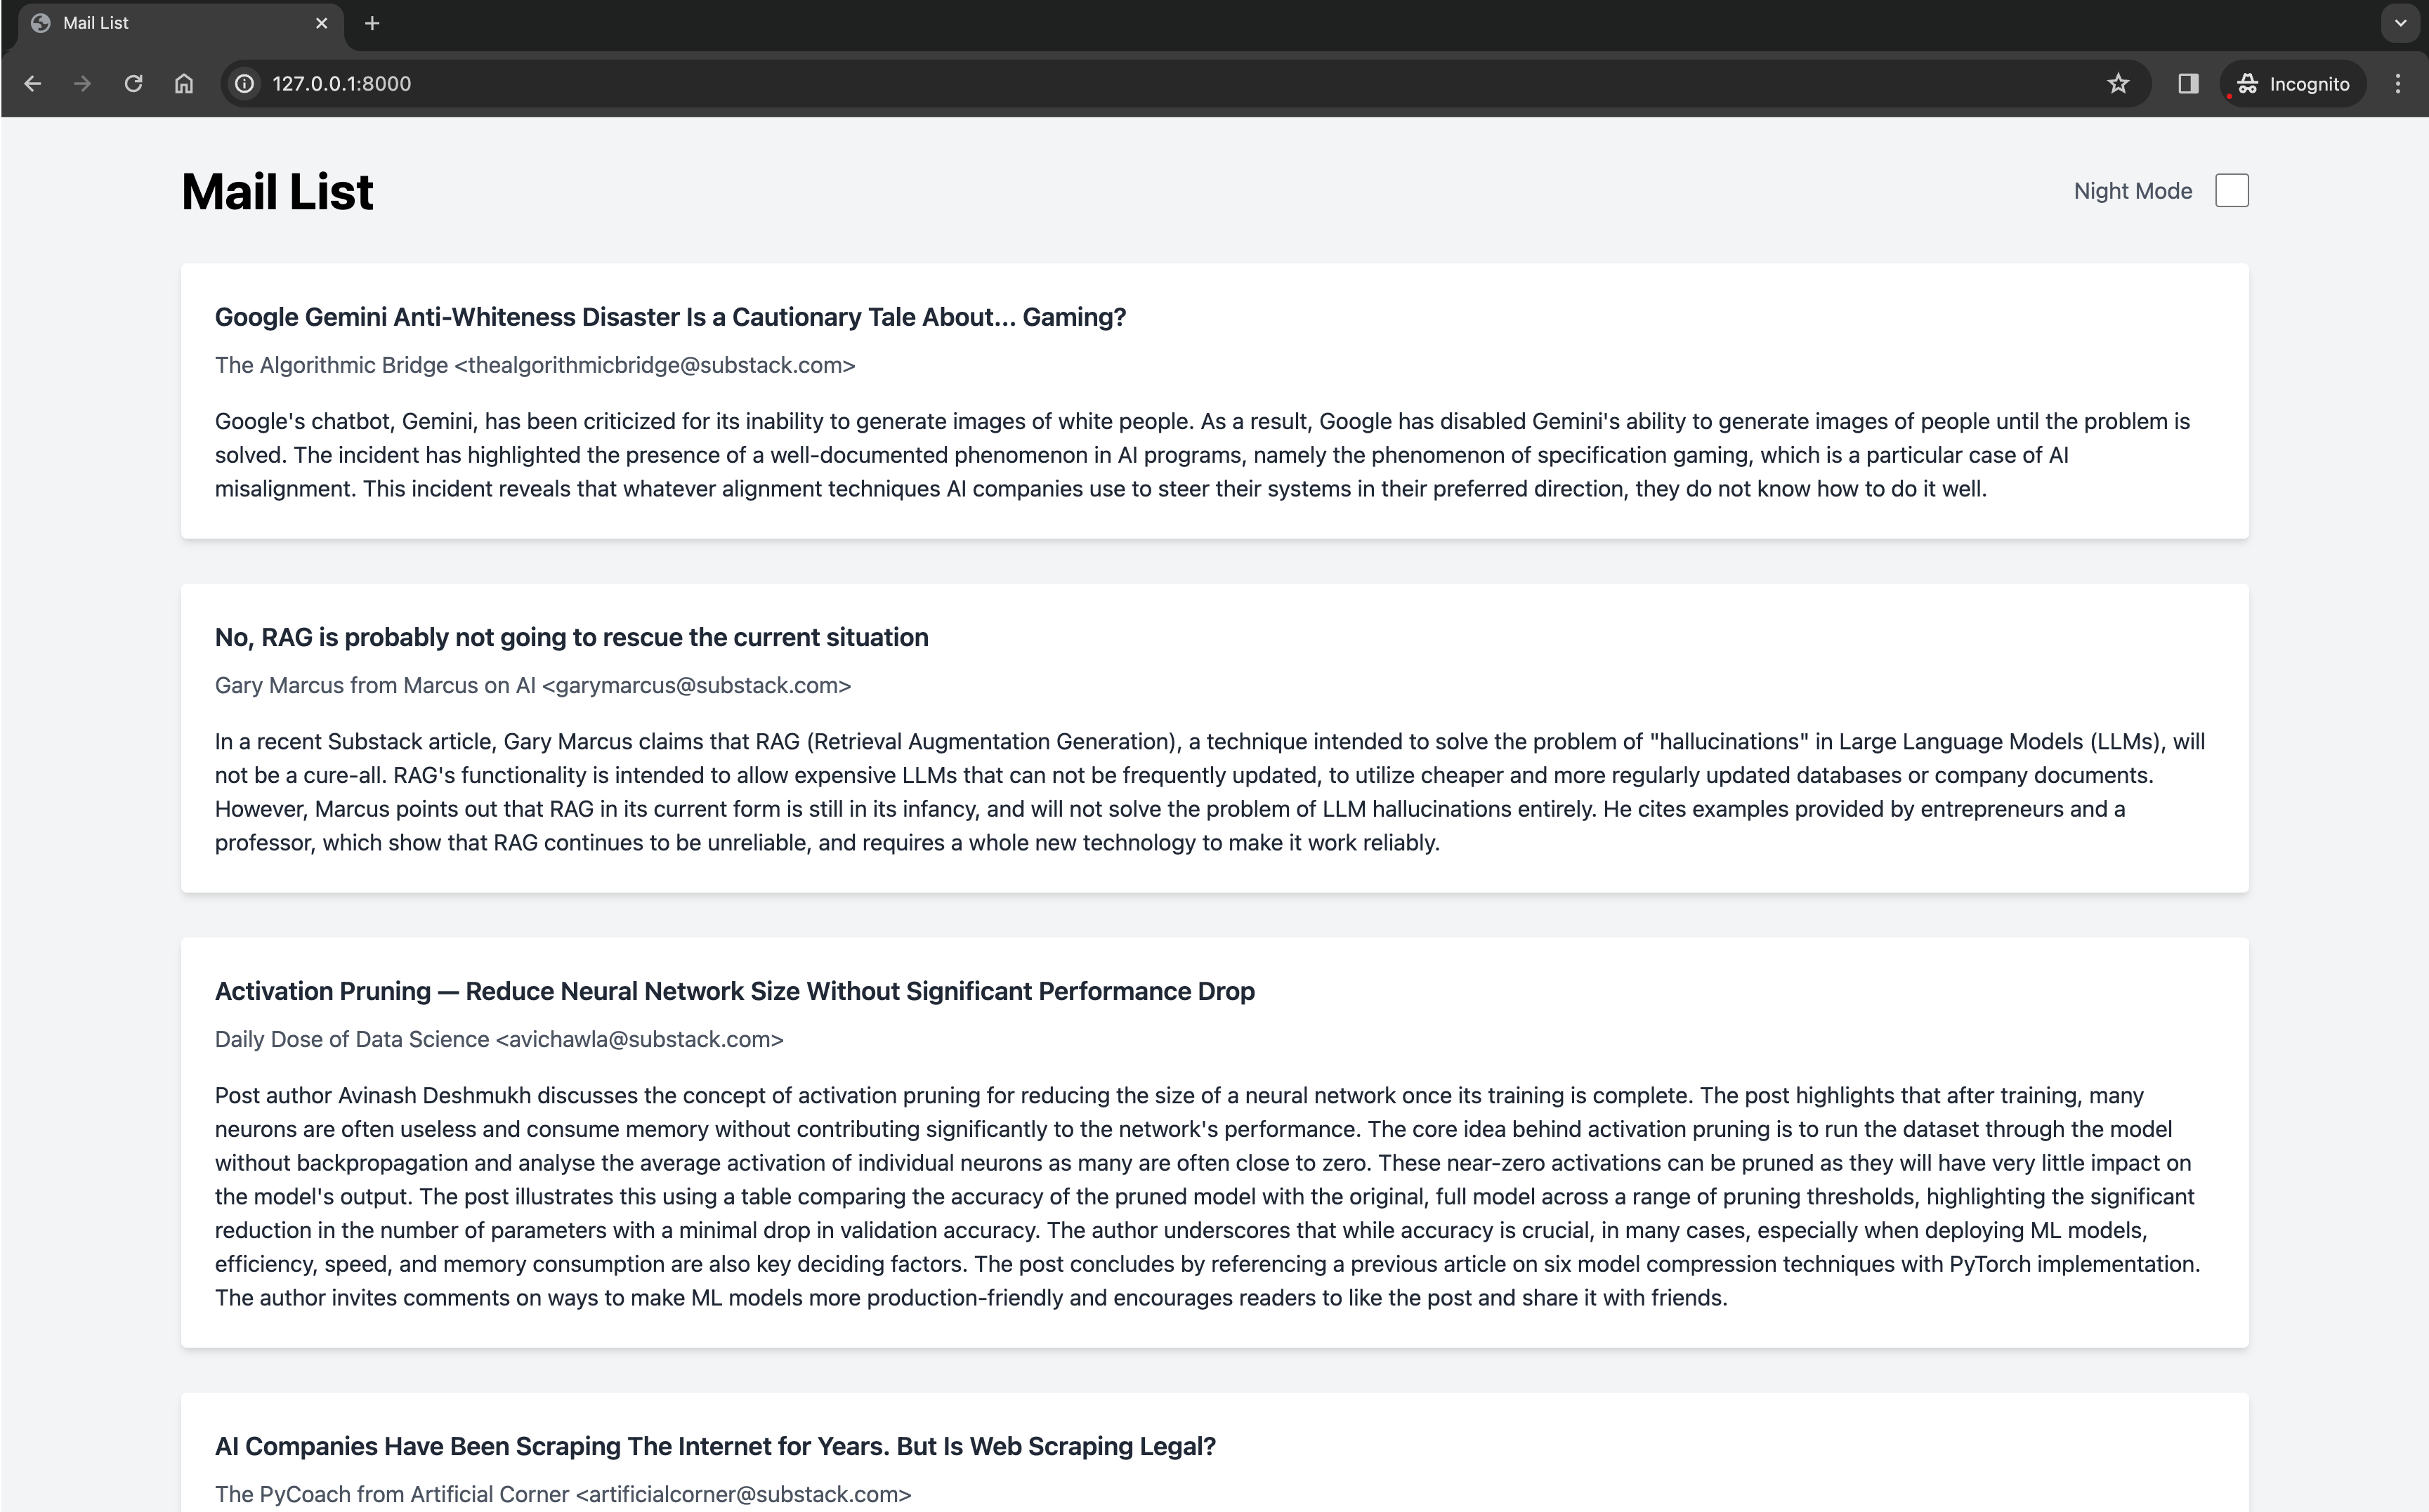 Mail List
127.0.0.1:8000
Incognito
Mail List
Night Mode
Google Gemini Anti-Whiteness Disaster Is a Cautionary Tale About... Gaming?
The Algorithmic Bridge <thealgorithmicbridge@substack.com>
Google's chatbot, Gemini, has been criticized for its inability to generate images of white people. As a result, Google has disabled Gemini's ability to generate images of people until the problem is
solved. The incident has highlighted the presence of a well-documented phenomenon in AI programs, namely the phenomenon of specification gaming, which is a particular case of AI
misalignment. This incident reveals that whatever alignment techniques AI companies use to steer their systems in their preferred direction, they do not know how to do it well.
No, RAG is probably not going to rescue the current situation
Gary Marcus from Marcus on AI <garymarcus@substack.com>
In a recent Substack article, Gary Marcus claims that RAG (Retrieval Augmentation Generation), a technique intended to solve the problem of "hallucinations" in Large Language Models (LLMs), will
not be a cure-all. RAG's functionality is intended to allow expensive LLMs that can not be frequently updated, to utilize cheaper and more regularly updated databases or company documents.
However, Marcus points out that RAG in its current form is still in its infancy, and will not solve the problem of LLM hallucinations entirely. He cites examples provided by entrepreneurs and a
professor, which show that RAG continues to be unreliable, and requires a whole new technology to make it work reliably.
Activation Pruning — Reduce Neural Network Size Without Significant Performance Drop
Daily Dose of Data Science <avichawla@substack.com>
Post author Avinash Deshmukh discusses the concept of activation pruning for reducing the size of a neural network once its training is complete. The post highlights that after training, many
neurons are often useless and consume memory without contributing significantly to the network's performance. The core idea behind activation pruning is to run the dataset through the model
without backpropagation and analyse the average activation of individual neurons as many are often close to zero. These near-zero activations can be pruned as they will have very little impact on
the model's output. The post illustrates this using a table comparing the accuracy of the pruned model with the original, full model across a range of pruning thresholds, highlighting the significant
reduction in the number of parameters with a minimal drop in validation accuracy. The author underscores that while accuracy is crucial, in many cases, especially when deploying ML models,
efficiency, speed, and memory consumption are also key deciding factors. The post concludes by referencing a previous article on six model compression techniques with PyTorch implementation.
The author invites comments on ways to make ML models more production-friendly and encourages readers to like the post and share it with friends.
AI Companies Have Been Scraping The Internet for Years. But Is Web Scraping Legal?
The PyCoach from Artificial Corner <artificialcorner@substack.com>